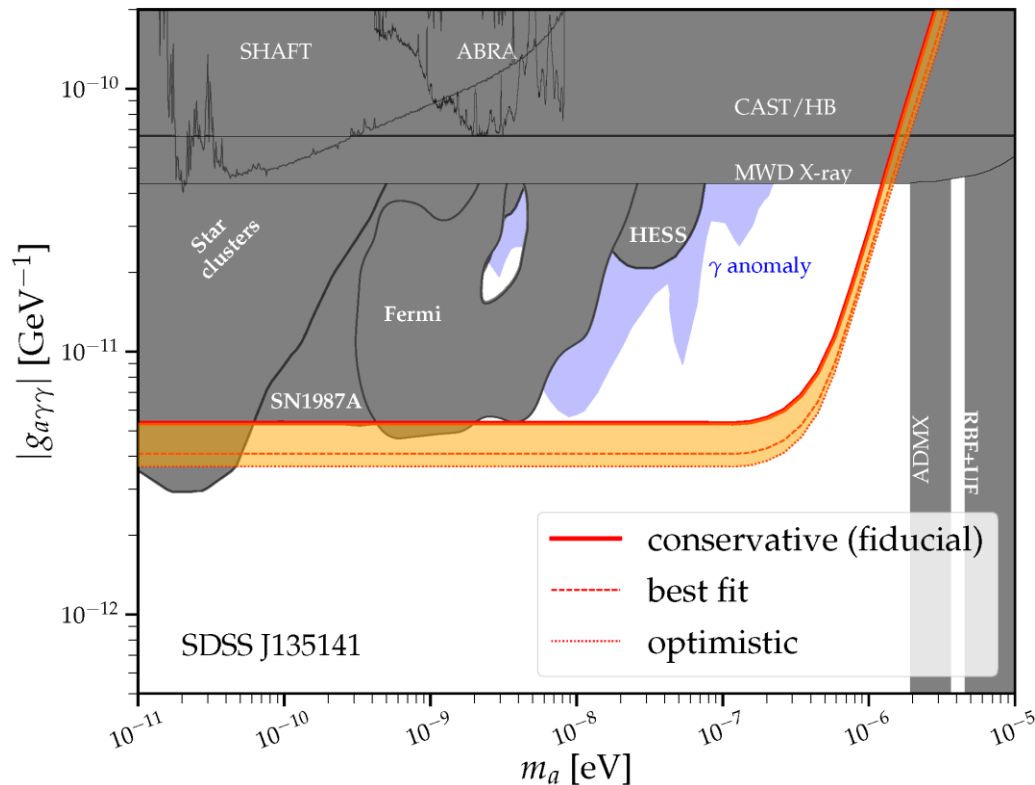 SHAFT
ABRA
10⁻¹⁰
CAST/HB
MWD X-ray
Star
clusters
HESS
γ anomaly
Fermi
|g_{aγγ}| [GeV⁻¹]
10⁻¹¹
SN1987A
ADMX
RBF+UF
conservative (fiducial)
best fit
optimistic
10⁻¹²
SDSS J135141
10⁻¹¹ 10⁻¹⁰ 10⁻⁹ 10⁻⁸ 10⁻⁷ 10⁻⁶ 10⁻⁵
m_a [eV]